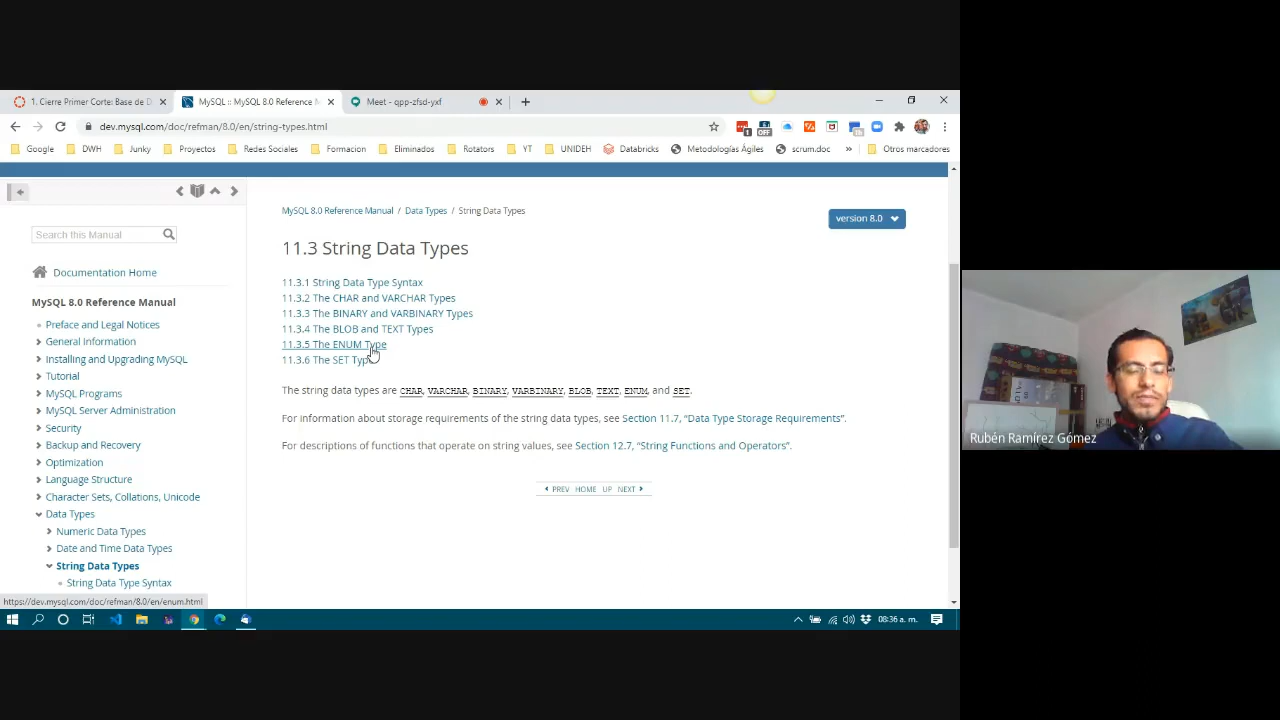 1. Cierre Primer Corte: Base de D
MySQL :: MySQL 8.0 Reference M
Meet - qpp-zfsd-yxf
dev.mysql.com/doc/refman/8.0/en/string-types.html
OFF
Google
DWH
Junky
Proyectos
Redes Sociales
Formacion
Eliminados
Rotators
YT
UNIDEH
Databricks
Metodologías Ágiles
scrum.doc
»
Otros marcadores
MySQL 8.0 Reference Manual / Data Types / String Data Types
version 8.0
Search this Manual
Documentation Home
MySQL 8.0 Reference Manual
Preface and Legal Notices
General Information
Installing and Upgrading MySQL
Tutorial
MySQL Programs
MySQL Server Administration
Security
Backup and Recovery
Optimization
Language Structure
Character Sets, Collations, Unicode
Data Types
Numeric Data Types
Date and Time Data Types
String Data Types
String Data Type Syntax
https://dev.mysql.com/doc/refman/8.0/en/enum.html
11.3 String Data Types
11.3.1 String Data Type Syntax
11.3.2 The CHAR and VARCHAR Types
11.3.3 The BINARY and VARBINARY Types
11.3.4 The BLOB and TEXT Types
11.3.5 The ENUM Type
11.3.6 The SET Type
The string data types are CHAR, VARCHAR, BINARY, VARBINARY, BLOB, TEXT, ENUM, and SET.
For information about storage requirements of the string data types, see Section 11.7, “Data Type Storage Requirements”.
For descriptions of functions that operate on string values, see Section 12.7, “String Functions and Operators”.
PREV HOME UP NEXT
08:36 a. m.
Rubén Ramírez Gómez